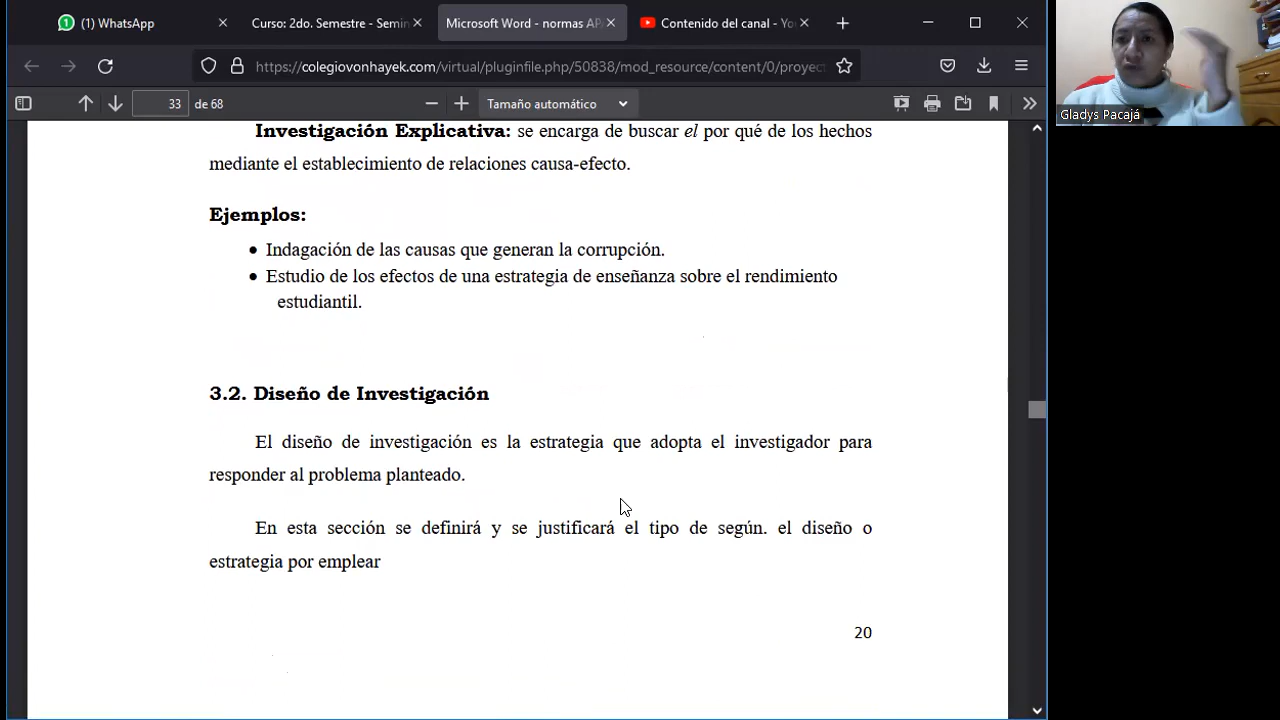 (1) WhatsApp
Curso: 2do. Semestre - Semin
Microsoft Word - normas AP
Contenido del canal - Yo
https://colegiovonhayek.com/virtual/pluginfile.php/50838/mod_resource/content/0/proyect
33 de 68
Tamaño automático
Gladys Pacajá
Investigación Explicativa: se encarga de buscar el por qué de los hechos
mediante el establecimiento de relaciones causa-efecto.
Ejemplos:
• Indagación de las causas que generan la corrupción.
• Estudio de los efectos de una estrategia de enseñanza sobre el rendimiento
estudiantil.
3.2. Diseño de Investigación
El diseño de investigación es la estrategia que adopta el investigador para
responder al problema planteado.
En esta sección se definirá y se justificará el tipo de según. el diseño o
estrategia por emplear
20